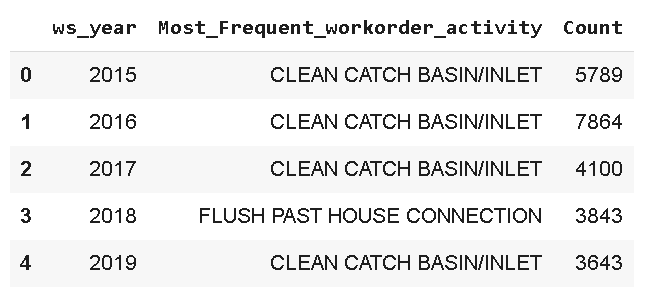 ws_year Most_Frequent_workorder_activity Count
0 2015 CLEAN CATCH BASIN/INLET 5789
1 2016 CLEAN CATCH BASIN/INLET 7864
2 2017 CLEAN CATCH BASIN/INLET 4100
3 2018 FLUSH PAST HOUSE CONNECTION 3843
4 2019 CLEAN CATCH BASIN/INLET 3643